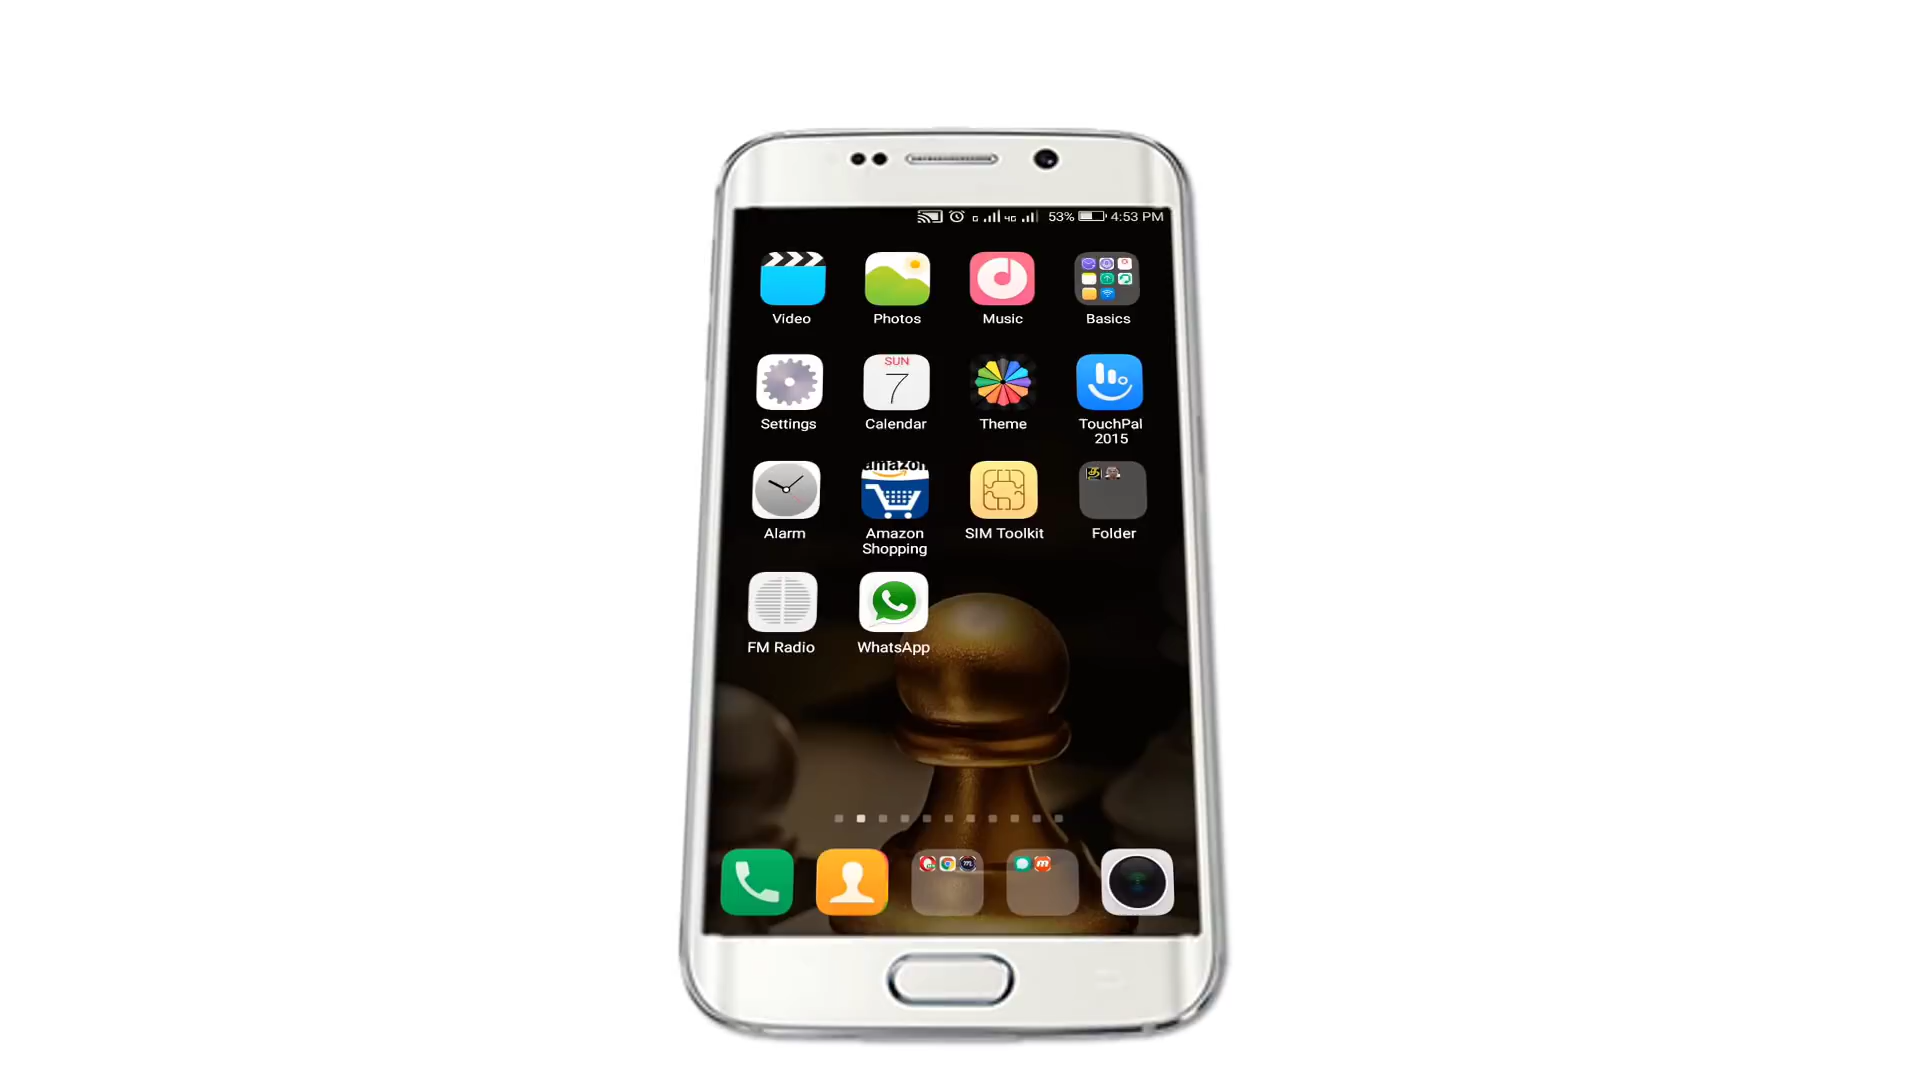 G 4G 53% 4:53 PM
Video Photos Music Basics
SUN
7
Settings Calendar Theme TouchPal
2015
amazon
Alarm Amazon SIM Toolkit Folder
Shopping
FM Radio WhatsApp